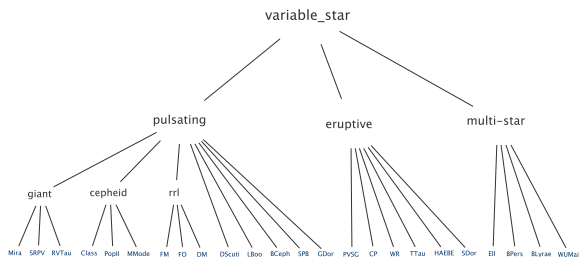 variable_star
pulsating
eruptive
multi-star
giant
cepheid
rrl
Mira SRPV RVTau Class PopII MMode FM FO DM DScuti LBoo BCeph SPB GDor PVSG CP WR TTau HAEBE SDor Ell BPers BLyrae WUMaj